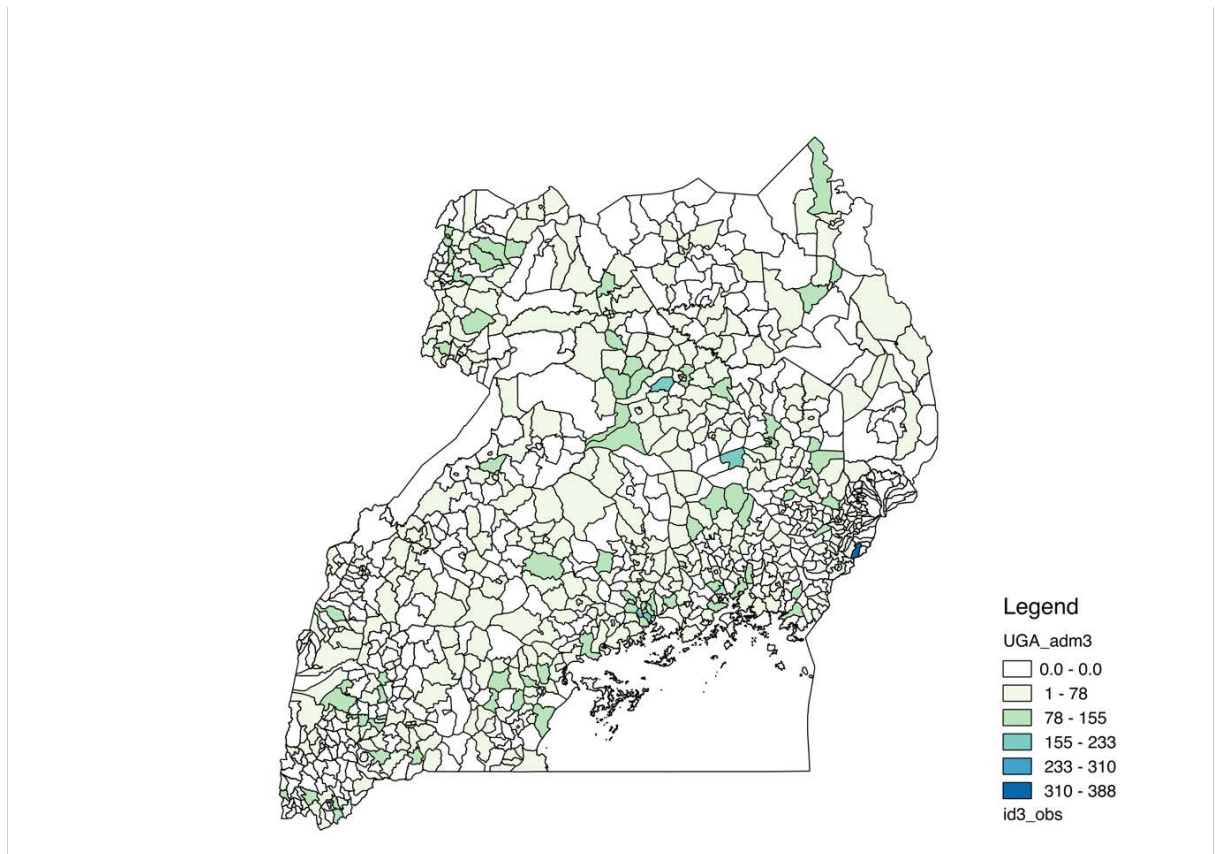 Legend
UGA_adm3
0.0 - 0.0
1 - 78
78 - 155
155 - 233
233 - 310
310 - 388
id3_obs